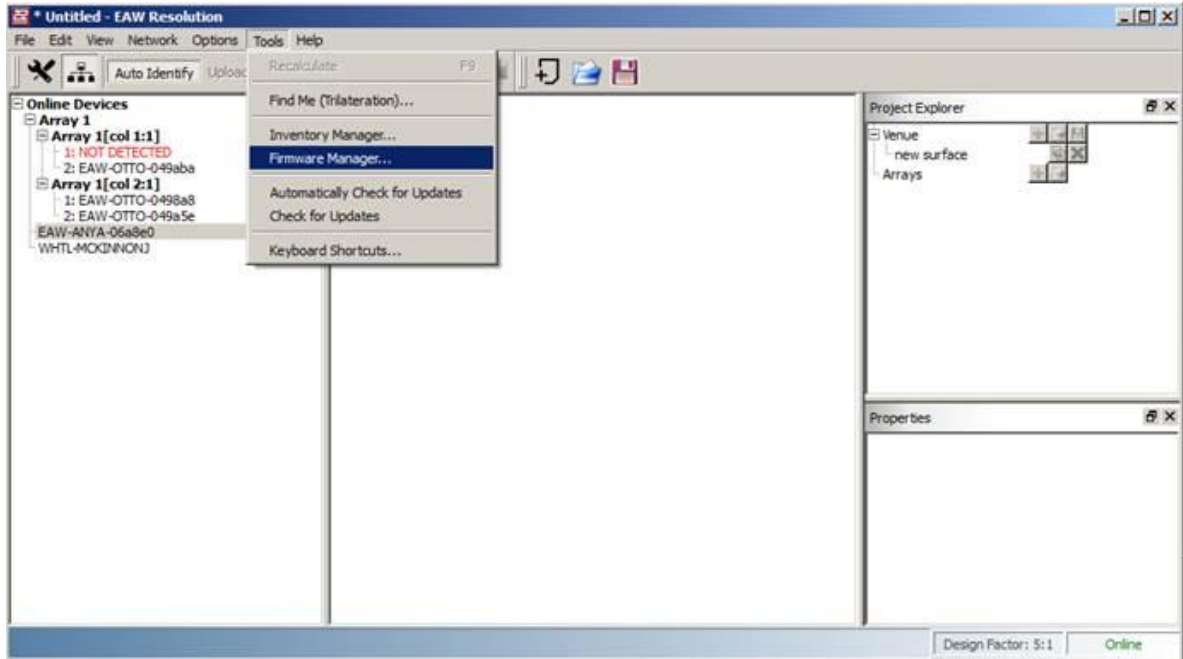 * Untitled - EAW Resolution
File Edit View Network Options Tools Help
Auto Identify
Recalculate F9
Find Me (Trilateration)...
Inventory Manager...
Firmware Manager...
Automatically Check for Updates
Check for Updates
Keyboard Shortcuts...
Online Devices
Array 1
Array 1[col 1:1]
1: NOT DETECTED
2: EAW-OTTO-049aba
Array 1[col 2:1]
1: EAW-OTTO-0498a8
2: EAW-OTTO-049a5e
EAW-ANYA-06a8e0
WHTL-MCKINNONJ
Project Explorer
Venue
new surface
Arrays
Properties
Design Factor: 5:1 Online